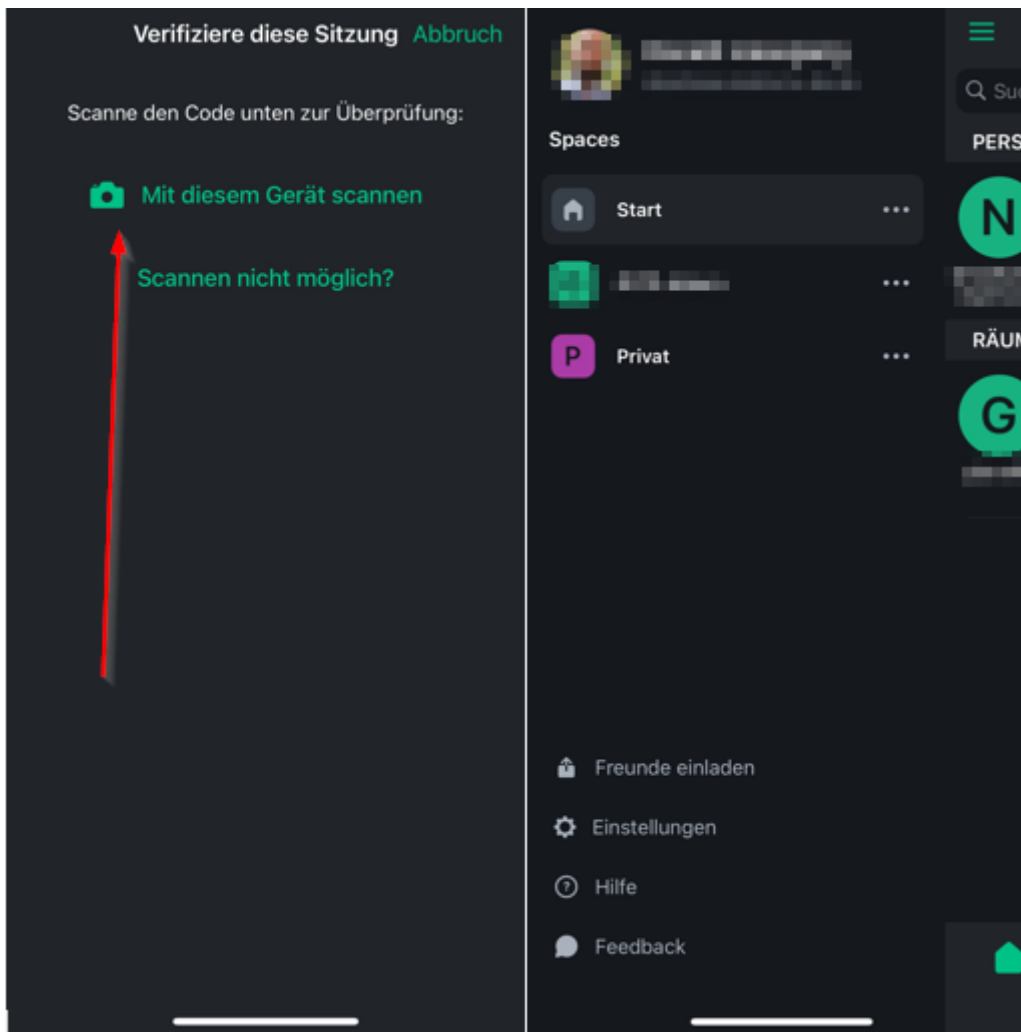 Verifiziere diese Sitzung Abbruch
Scanne den Code unten zur Überprüfung:
Mit diesem Gerät scannen
Scannen nicht möglich?
Spaces
Start
P Privat
Freunde einladen
Einstellungen
Hilfe
Feedback
Su
PERS
N
RÄUM
G